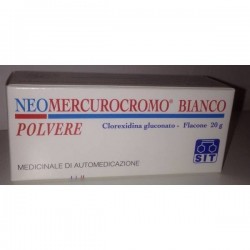 NEOMERCUROCROMO® BIANCO
POLVERE
Clorexidina gluconato - Flacone 20 g
SIT
MEDICINALE DI AUTOMEDICAZIONE